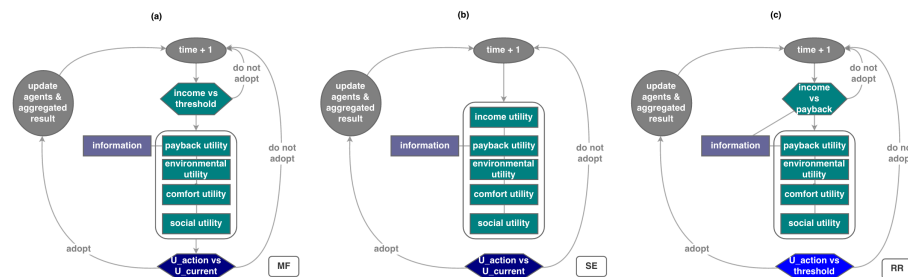 (a)
time + 1
do not
adopt
update
agents &
aggregated
result
income vs
threshold
information
payback utility
environmental
utility
comfort utility
social utility
do not
adopt
adopt
U_action vs
U_current
MF
(b)
time + 1
update
agents &
aggregated
result
income utility
information
payback utility
environmental
utility
comfort utility
social utility
do not
adopt
adopt
U_action vs
U_current
SE
(c)
time + 1
do not
adopt
update
agents &
aggregated
result
income
vs
payback
information
payback utility
environmental
utility
comfort utility
social utility
do not
adopt
adopt
U_action vs
threshold
RR